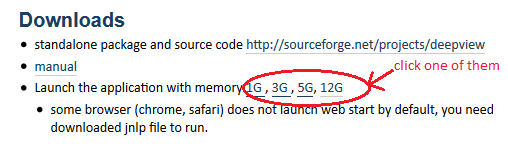 Downloads
standalone package and source code http://sourceforge.net/projects/deepview
manual
Launch the application with memory 1G , 3G , 5G, 12G
click one of them
some browser (chrome, safari) does not launch web start by default, you need
downloaded jnlp file to run.